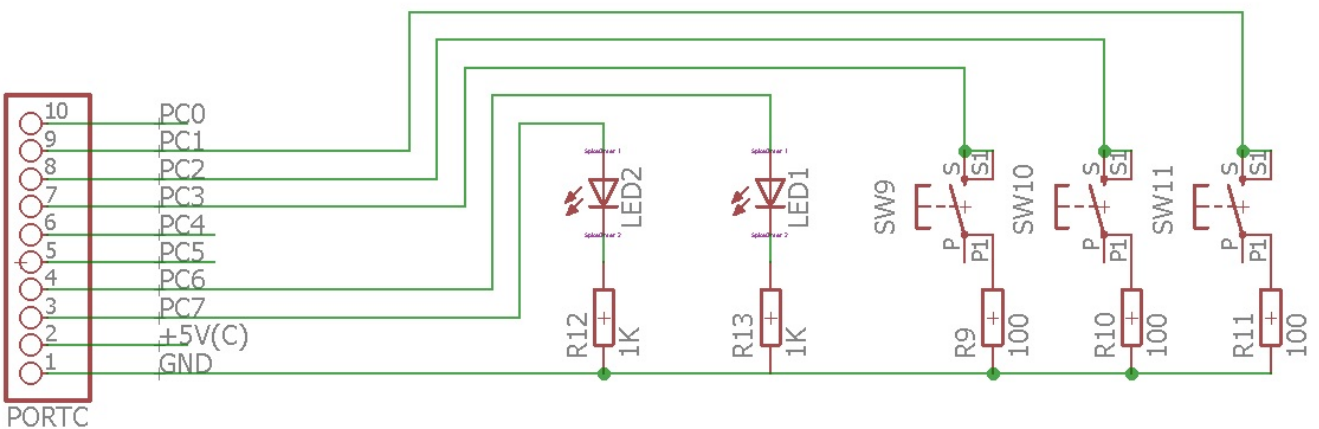 10 PC0
9 PC1
8 PC2
7 PC3
6 PC4
5 PC5
4 PC6
3 PC7
2 +5V(C)
1 GND
PORTC
LED2
R12
1K
LED1
R13
1K
SW9
S
S1
P
P1
R9
100
SW10
S
S1
P
P1
R10
100
SW11
S
S1
P
P1
R11
100